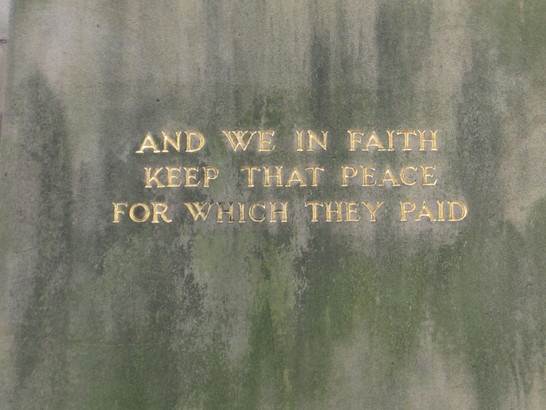 AND WE IN FAITH
KEEP THAT PEACE
FOR WHICH THEY PAID